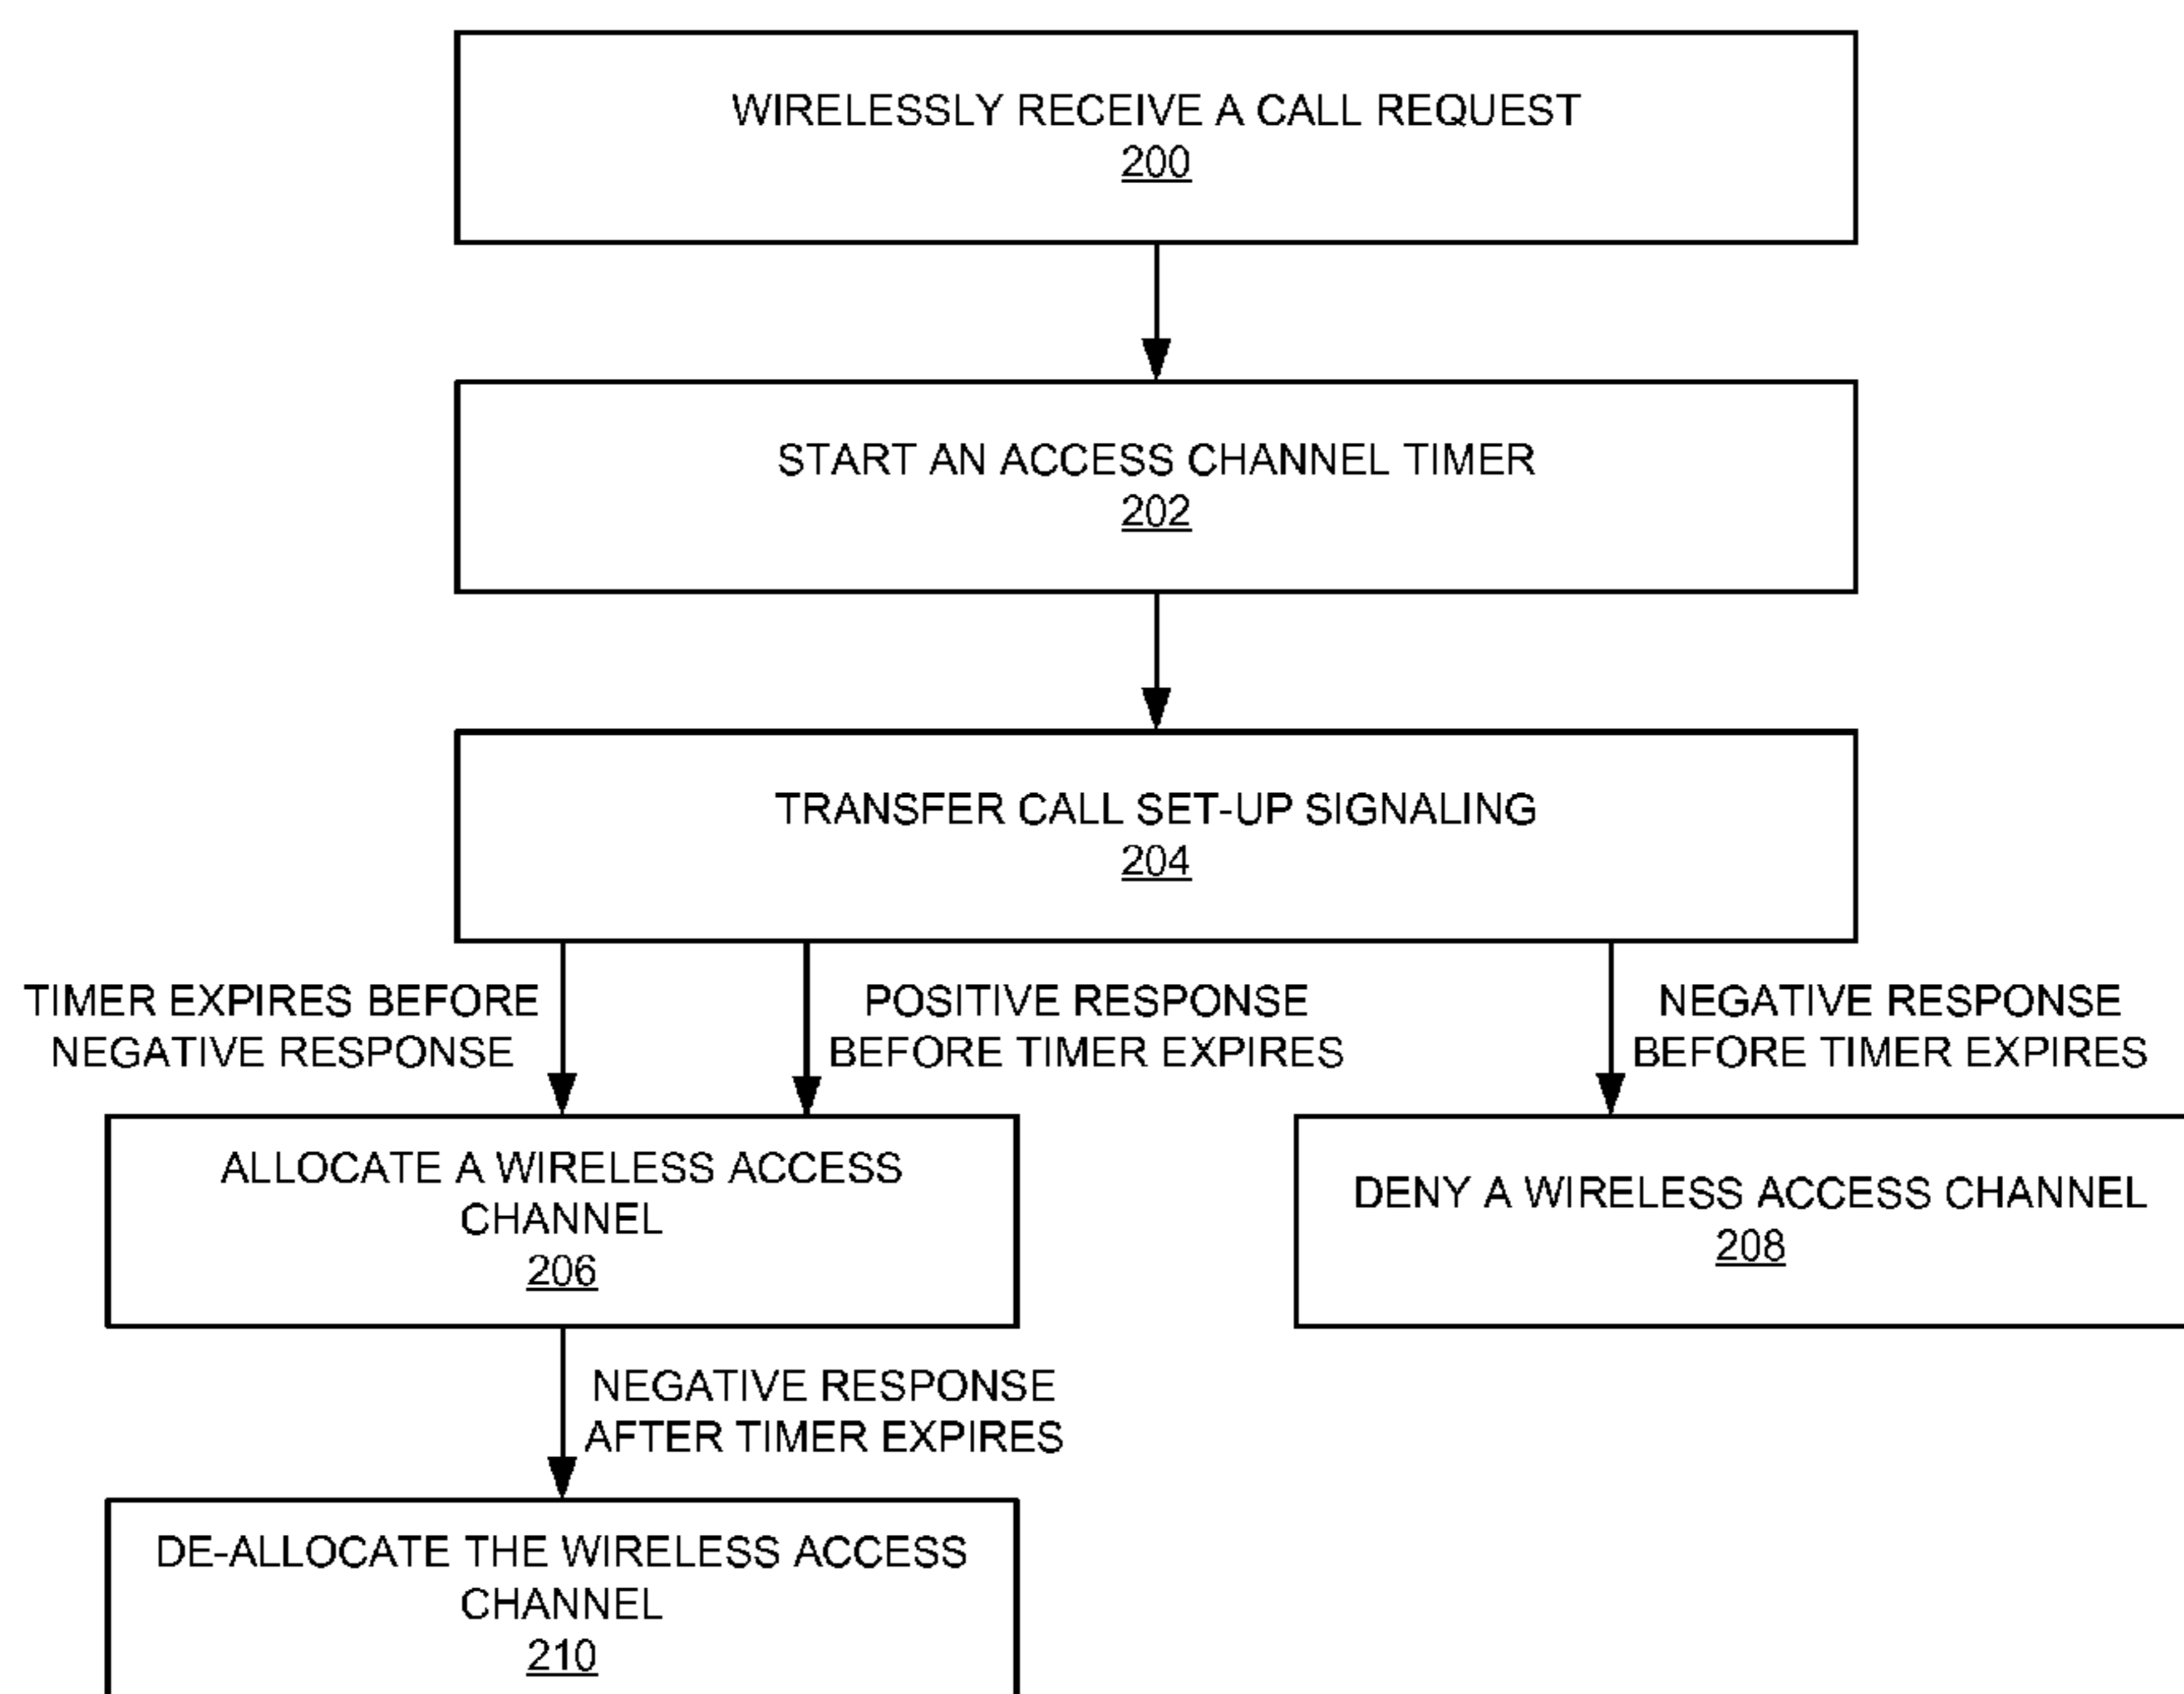 WIRELESSLY RECEIVE A CALL REQUEST
200
START AN ACCESS CHANNEL TIMER
202
TRANSFER CALL SET-UP SIGNALING
204
TIMER EXPIRES BEFORE
NEGATIVE RESPONSE
POSITIVE RESPONSE
BEFORE TIMER EXPIRES
NEGATIVE RESPONSE
BEFORE TIMER EXPIRES
ALLOCATE A WIRELESS ACCESS
CHANNEL
206
DENY A WIRELESS ACCESS CHANNEL
208
NEGATIVE RESPONSE
AFTER TIMER EXPIRES
DE-ALLOCATE THE WIRELESS ACCESS
CHANNEL
210